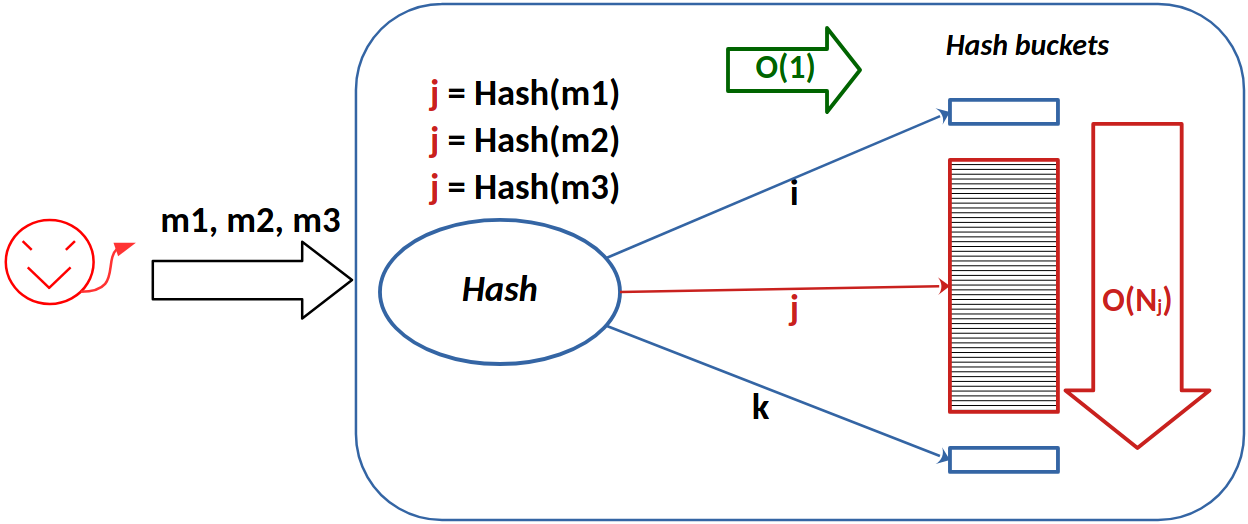 Hash buckets
O(1)
j = Hash(m1)
j = Hash(m2)
j = Hash(m3)
m1, m2, m3
i
Hash
j
O(Nj)
k